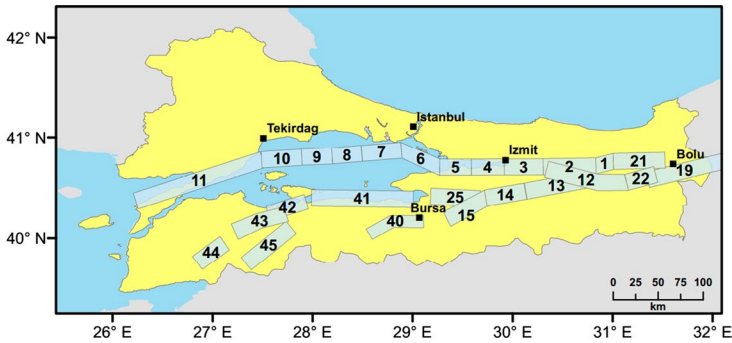 42° N
41° N
40° N
Tekirdag
Istanbul
Izmit
Bolu
Bursa
10
9
8
7
6
5
4
3
2
1
21
19
11
12
22
13
14
25
15
41
42
43
40
45
44
0 25 50 75 100
km
26° E 27° E 28° E 29° E 30° E 31° E 32° E